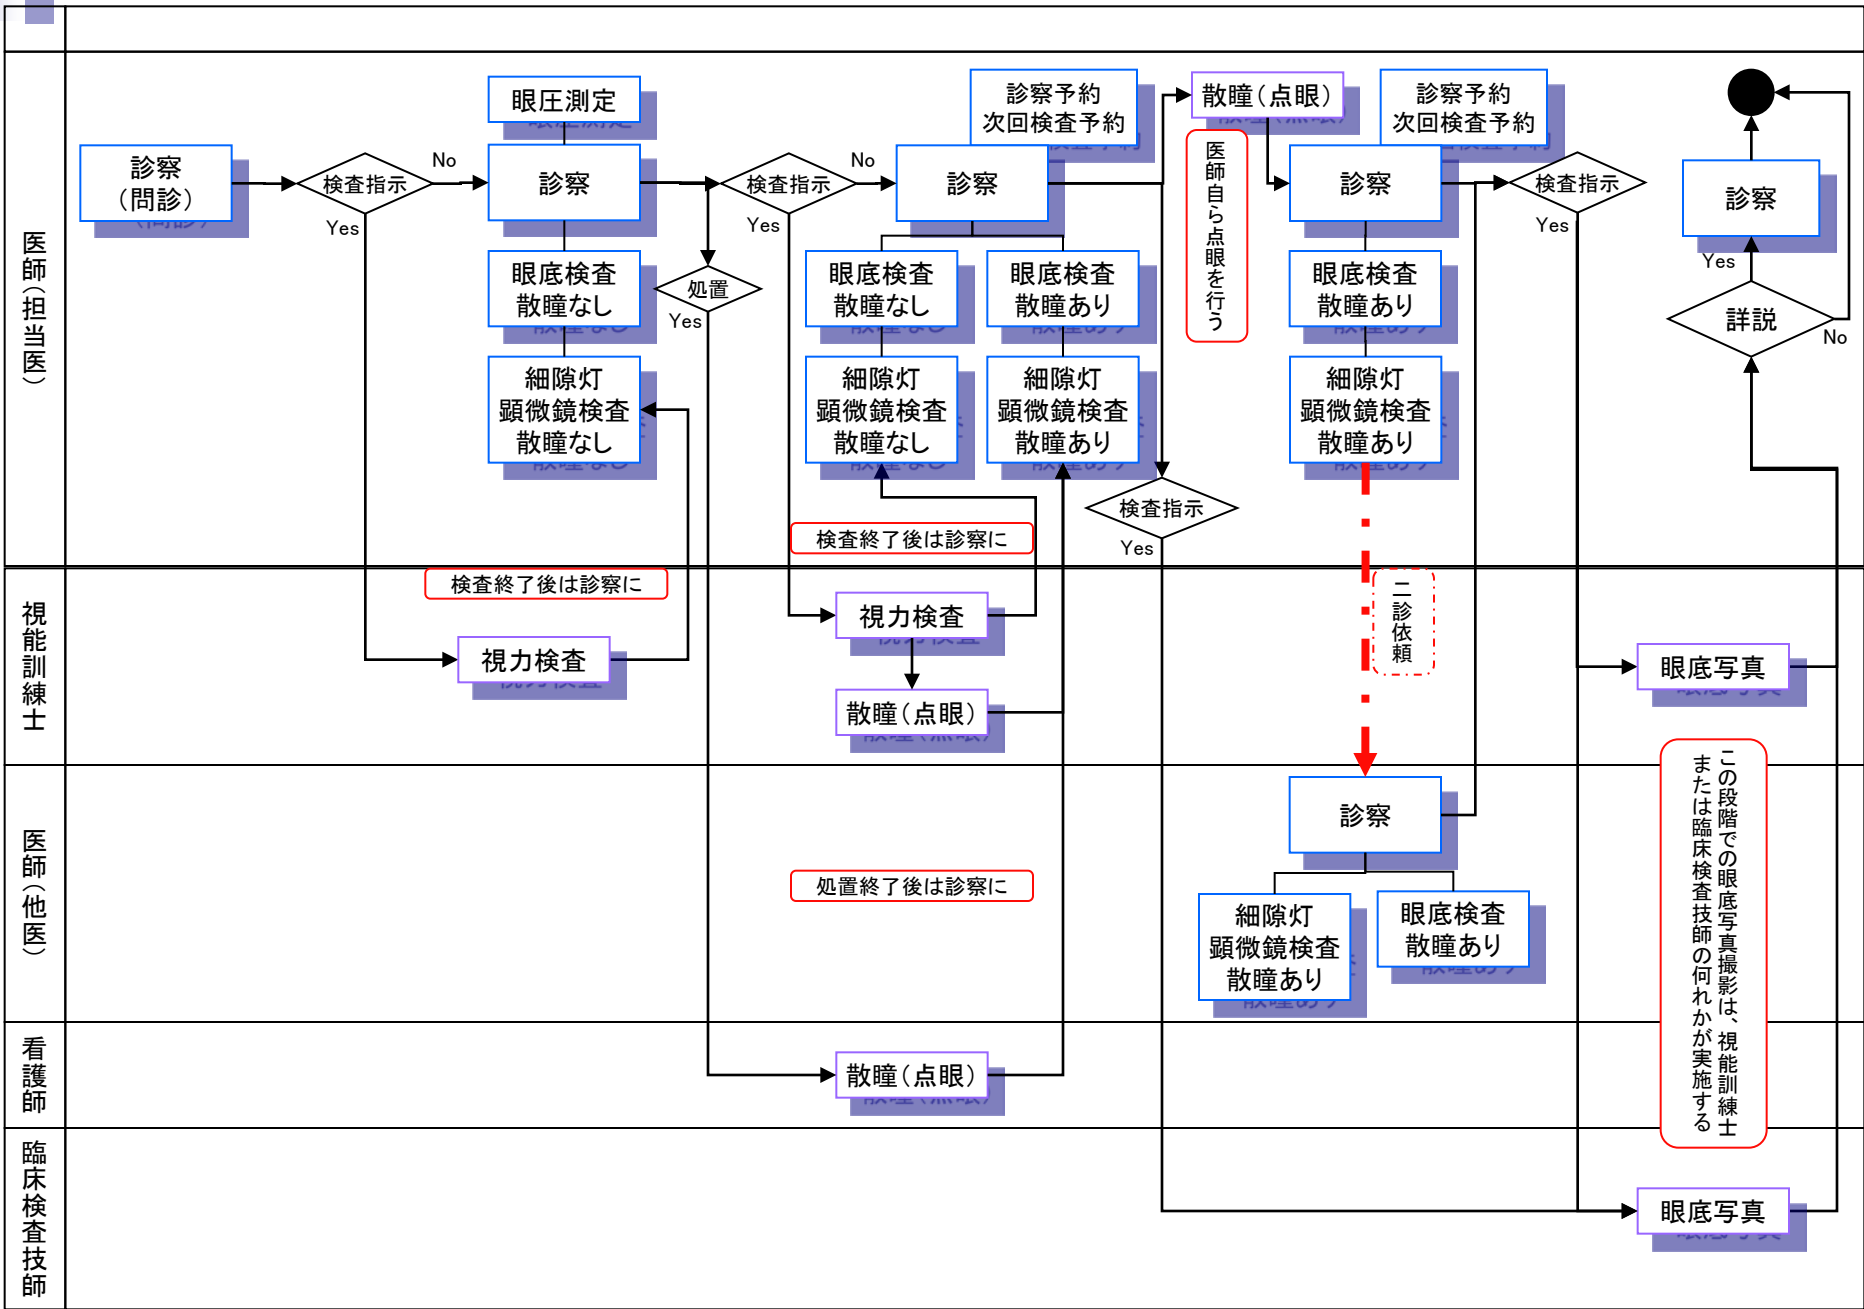 医師（担当医）
診察
（問診）
検査指示
No
Yes
眼圧測定
診察
眼底検査
散瞳なし
細隙灯
顕微鏡検査
散瞳なし
処置
Yes
検査指示
No
Yes
診察予約
次回検査予約
診察
眼底検査
散瞳なし
細隙灯
顕微鏡検査
散瞳なし
眼底検査
散瞳あり
細隙灯
顕微鏡検査
散瞳あり
検査終了後は診察に
検査指示
Yes
散瞳（点眼）
医師自ら点眼を行う
診察予約
次回検査予約
診察
眼底検査
散瞳あり
細隙灯
顕微鏡検査
散瞳あり
検査指示
Yes
診察
Yes
詳説
No
視能訓練士
検査終了後は診察に
視力検査
視力検査
散瞳（点眼）
二診依頼
眼底写真
医師（他医）
処置終了後は診察に
診察
細隙灯
顕微鏡検査
散瞳あり
眼底検査
散瞳あり
この段階での眼底写真撮影は、視能訓練士
または臨床検査技師の何れかが実施する
看護師
散瞳（点眼）
臨床検査技師
眼底写真